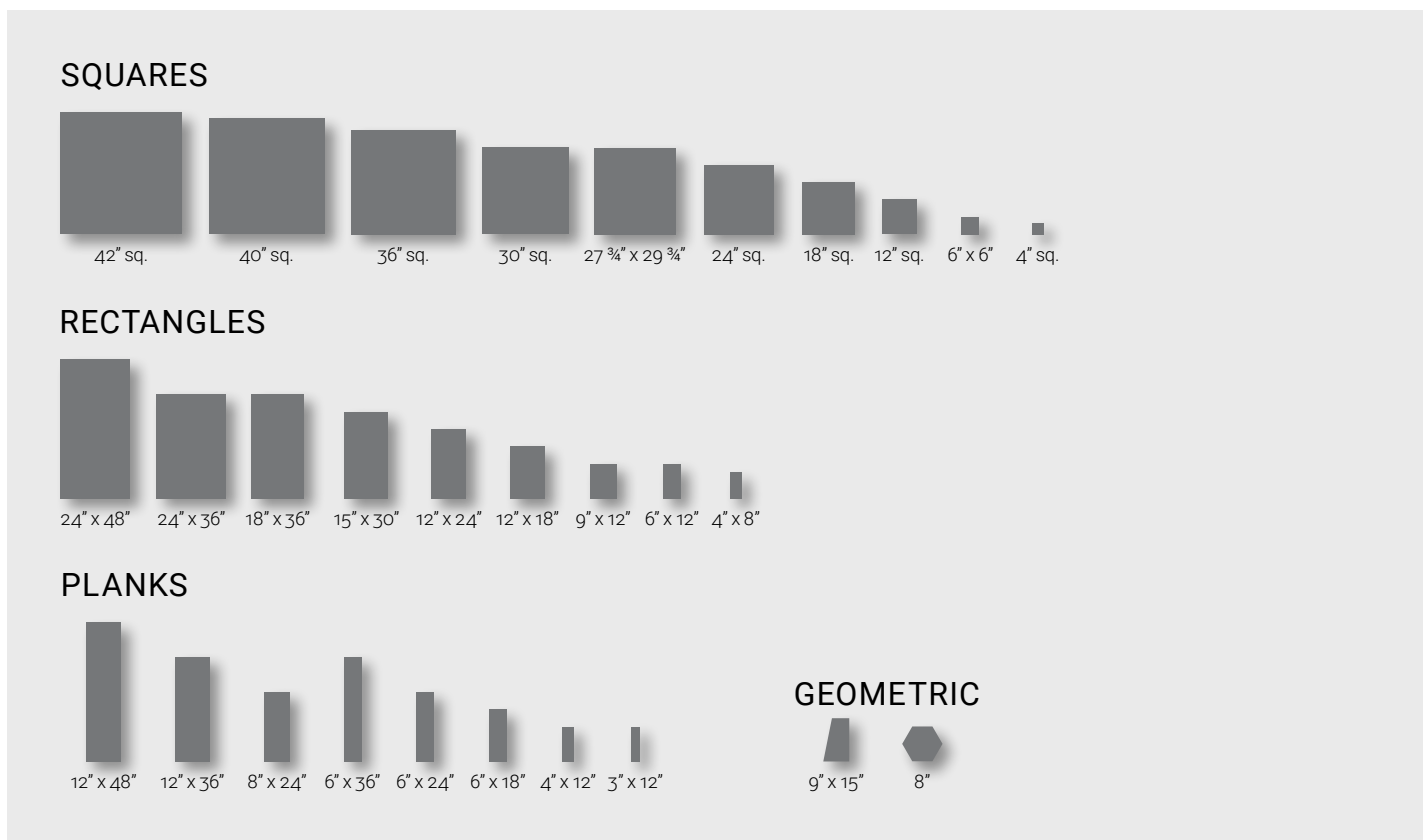 SQUARES
42” sq. 40” sq. 36” sq. 30” sq. 27 ¾” x 29 ¾” 24” sq. 18” sq. 12” sq. 6” x 6” 4” sq.
RECTANGLES
24” x 48” 24” x 36” 18” x 36” 15” x 30” 12” x 24” 12” x 18” 9” x 12” 6” x 12” 4” x 8”
PLANKS
12” x 48” 12” x 36” 8” x 24” 6” x 36” 6” x 24” 6” x 18” 4” x 12” 3” x 12”
GEOMETRIC
9” x 15” 8”